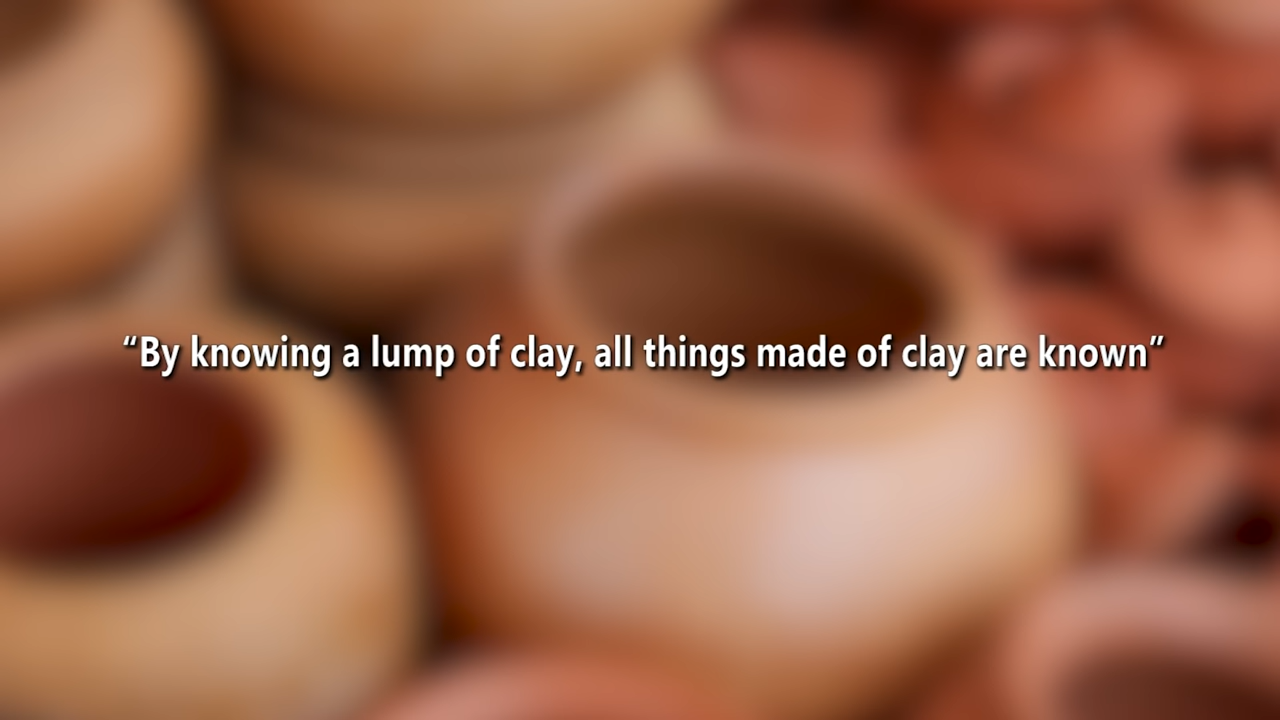 “By knowing a lump of clay, all things made of clay are known”